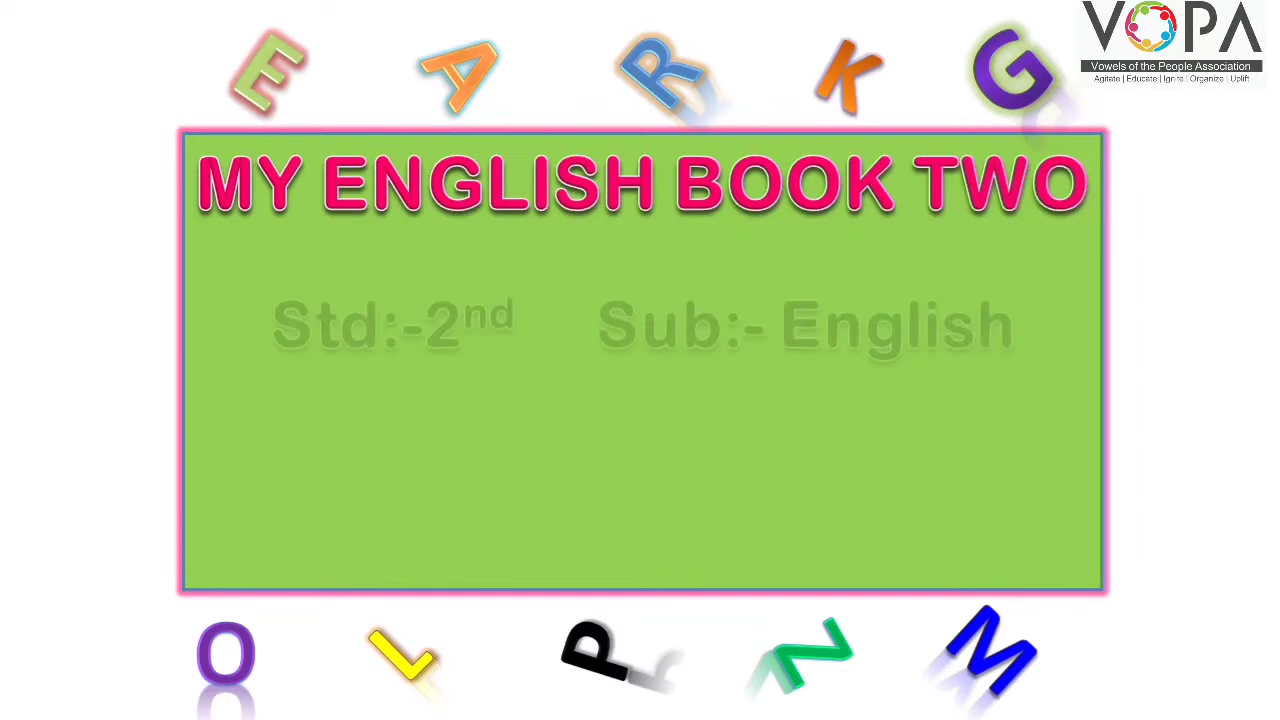 E A R K G
VOPA
Vowels of the People Association
Agitate | Educate | Ignite | Organize | Uplift
MY ENGLISH BOOK TWO
Std:-2nd Sub:- English
O L P Z M